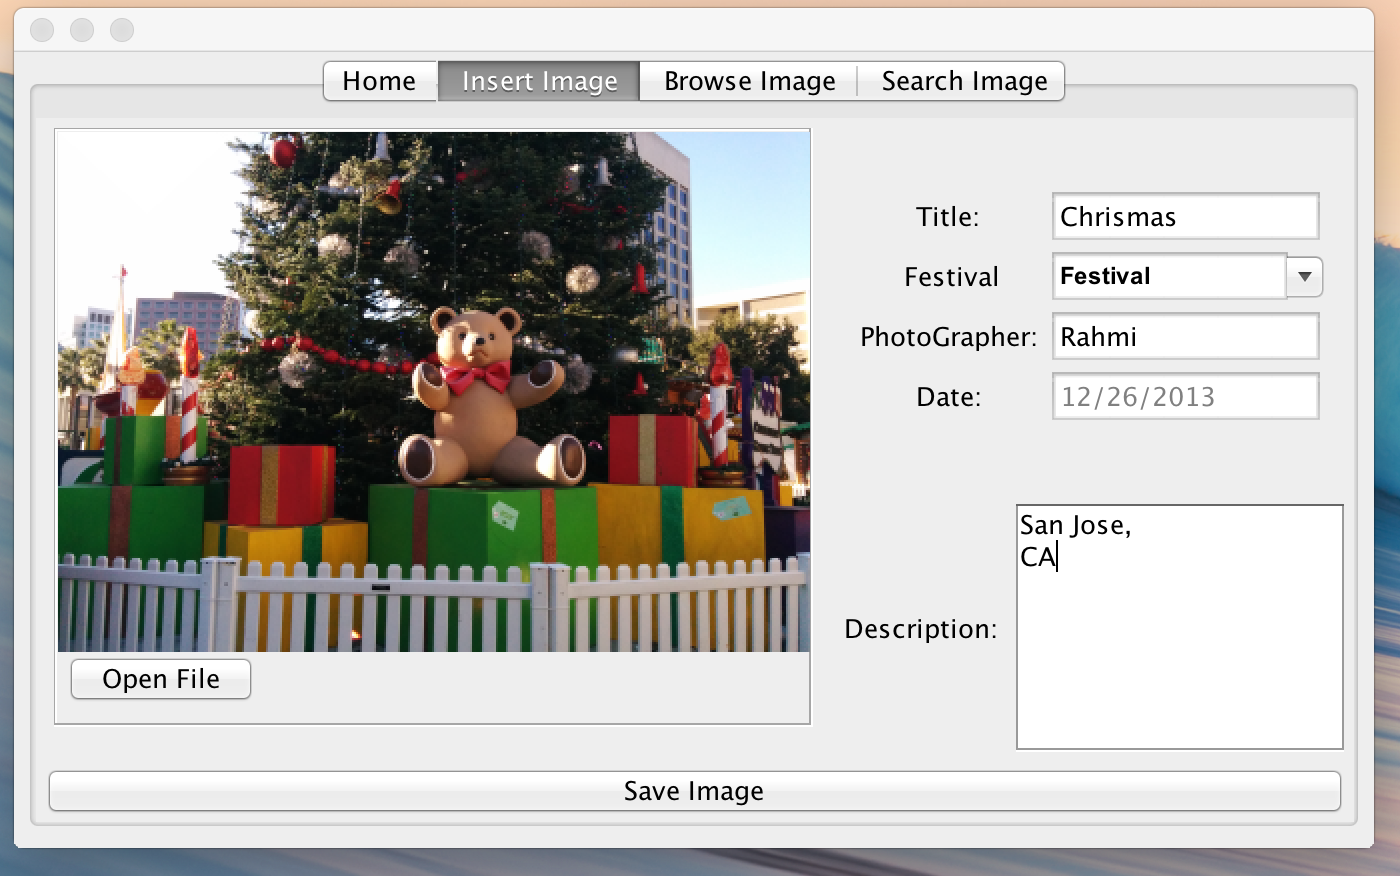 Home Insert Image Browse Image Search Image
Title: Chrismas
Festival Festival
PhotoGrapher: Rahmi
Date: 12/26/2013
Description:
San Jose,
CA
Open File
Save Image